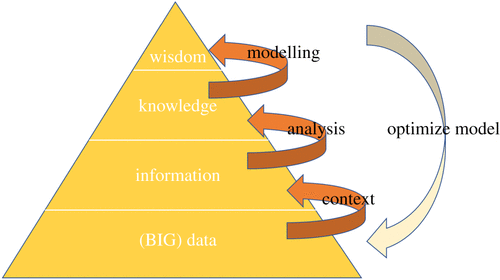 wisdom
modelling
knowledge
analysis
optimize model
information
context
(BIG) data